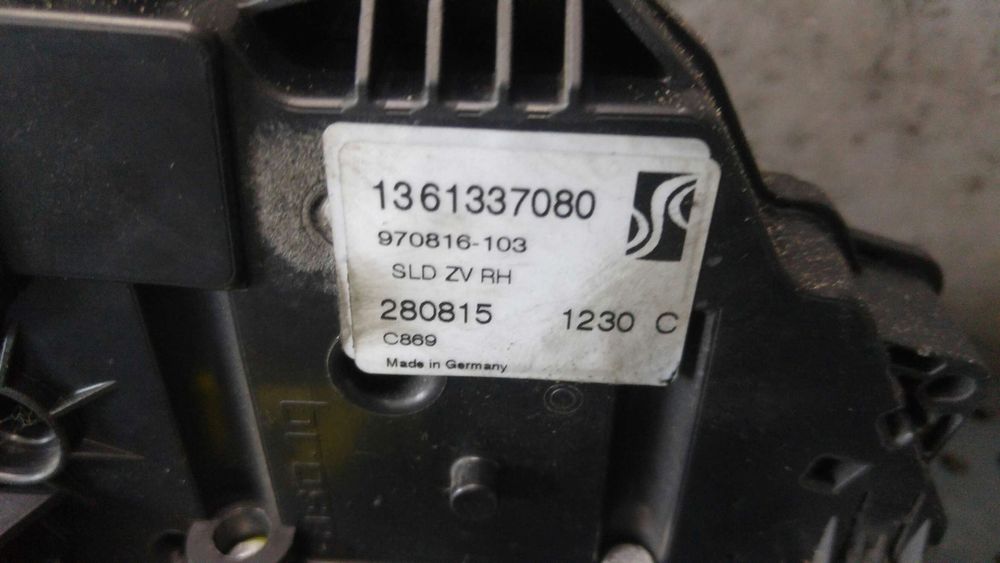 1361337080
970816-103
SLD ZV RH
280815 1230 C
C869
Made in Germany